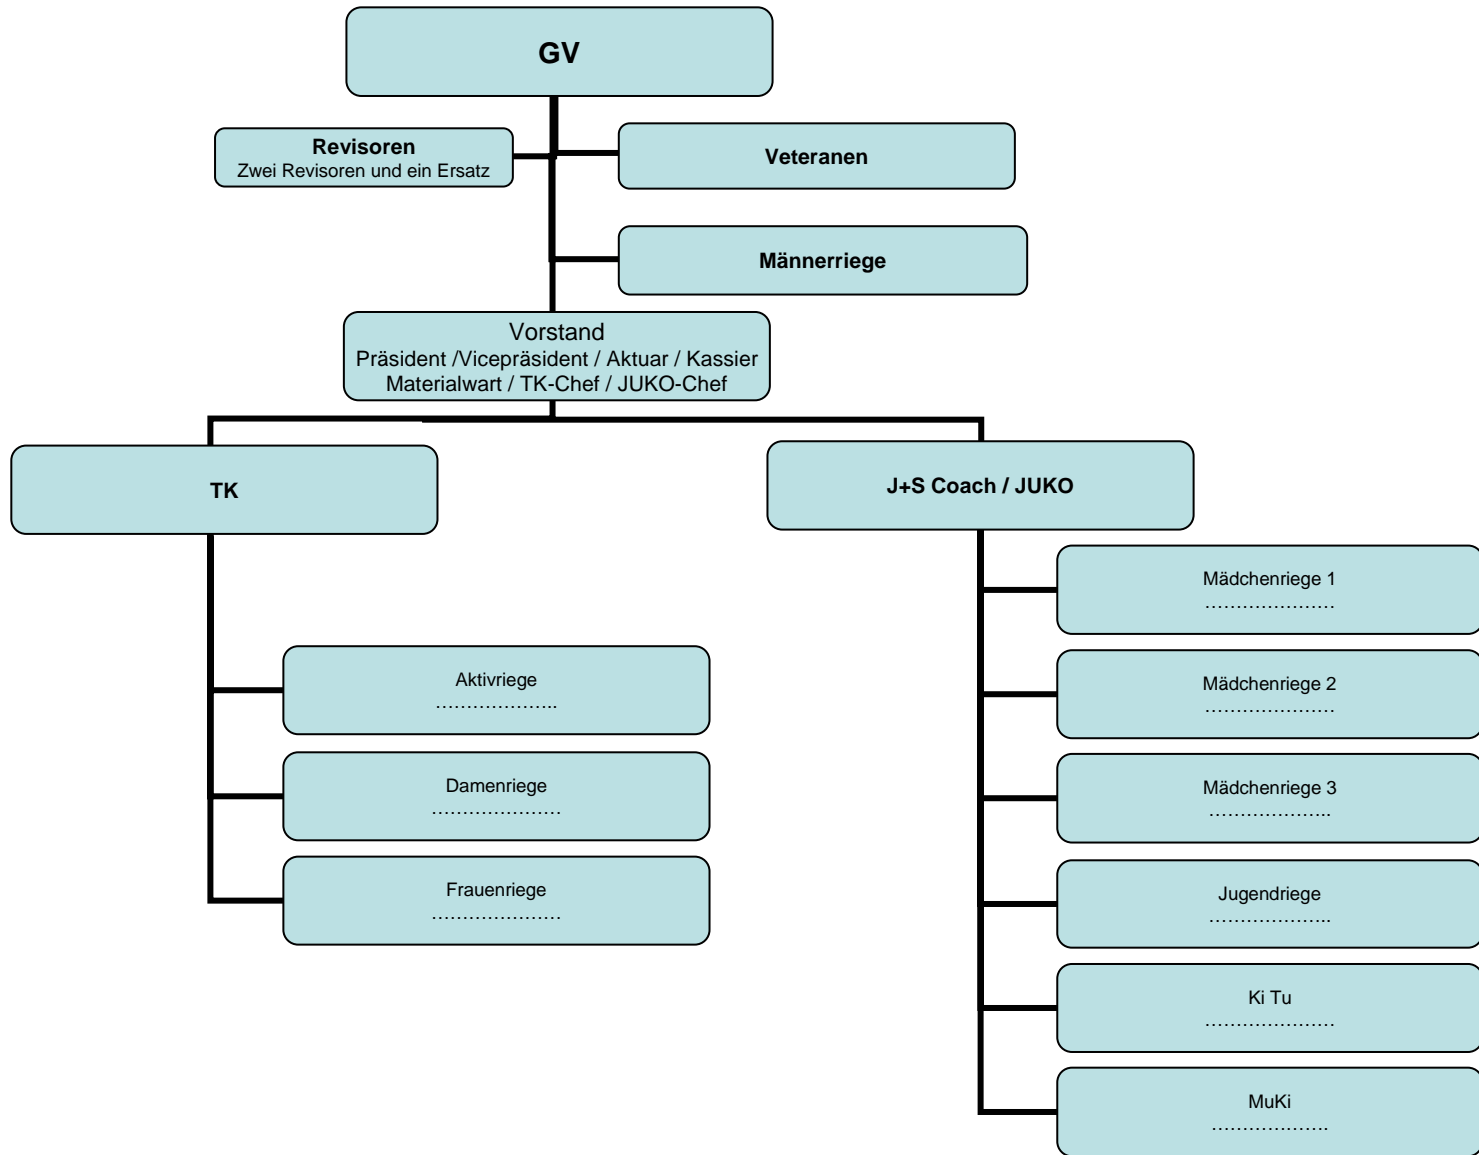 GV
Revisoren
Zwei Revisoren und ein Ersatz
Veteranen
Männerriege
Vorstand
Präsident /Vicepräsident / Aktuar / Kassier
Materialwart / TK-Chef / JUKO-Chef
TK
J+S Coach / JUKO
Aktivriege
………………..
Damenriege
…………………
Frauenriege
…………………
Mädchenriege 1
…………………
Mädchenriege 2
…………………
Mädchenriege 3
………………..
Jugendriege
………………..
Ki Tu
…………………
MuKi
……………….